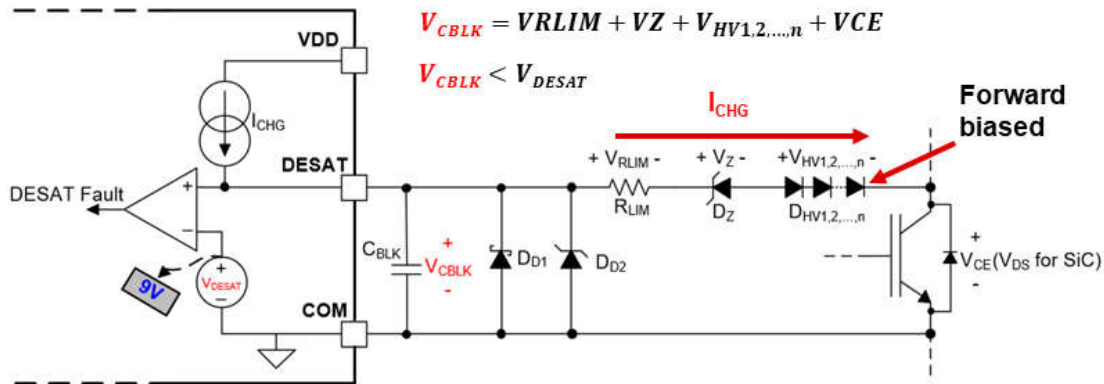 V_CBLK = VRLIM + VZ + V_HV1,2,...,n + VCE
V_CBLK < V_DESAT
VDD
I_CHG
Forward
biased
I_CHG
DESAT
+ V_RLIM -
+ V_Z -
+V_HV1,2,...,n -
DESAT Fault
+
R_LIM
D_Z
D_HV1,2,...,n
−
C_BLK
+
V_CBLK
-
D_D1
D_D2
+
V_CE(V_DS for SiC)
-
9V
+
V_DESAT
−
COM